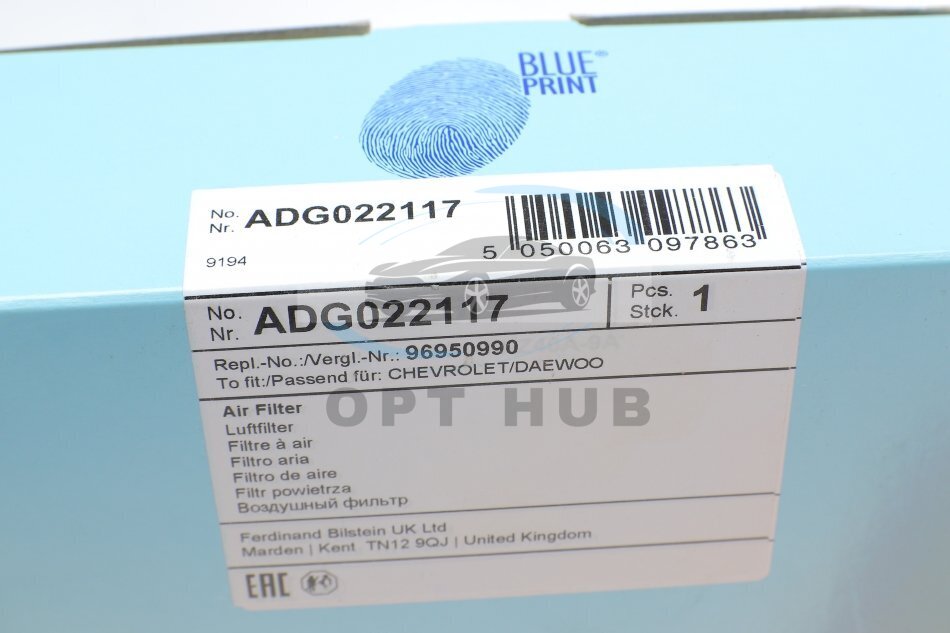 BLUE®
PRINT
No.
Nr. ADG022117
9194
5 050063 097863
No.
Nr. ADG022117
Pcs.
Stck. 1
Repl.-No.:/Vergl.-Nr.: 96950990
To fit:/Passend für: CHEVROLET/DAEWOO
OPT HUB
Air Filter
Luftfilter
Filtre à air
Filtro aria
Filtro de aire
Filtr powietrza
Воздушный фильтр
Ferdinand Bilstein UK Ltd
Marden | Kent TN12 9QJ | United Kingdom
EAC